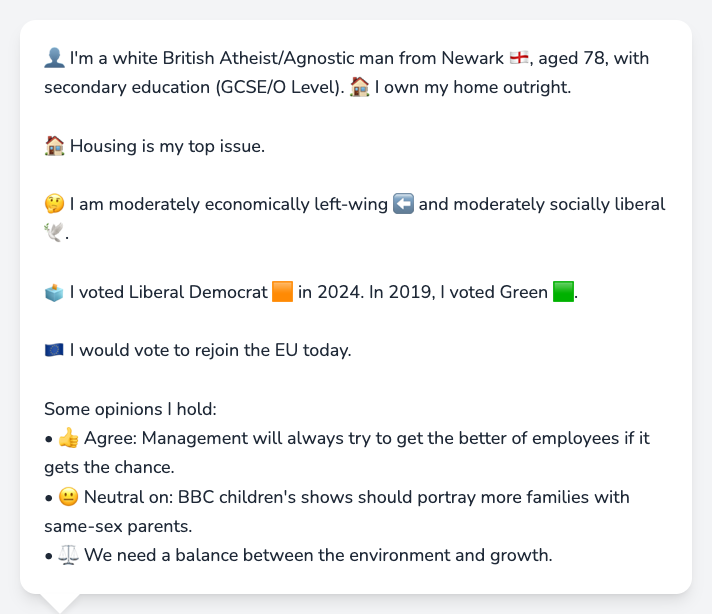 👤 I'm a white British Atheist/Agnostic man from Newark 🏴󠁧󠁢󠁥󠁮󠁧󠁿, aged 78, with
secondary education (GCSE/O Level). 🏠 I own my home outright.
🏠 Housing is my top issue.
🤔 I am moderately economically left-wing ⬅️ and moderately socially liberal
🕊️.
🗳️ I voted Liberal Democrat 🟧 in 2024. In 2019, I voted Green 🟩.
🇪🇺 I would vote to rejoin the EU today.
Some opinions I hold:
• 👍 Agree: Management will always try to get the better of employees if it
gets the chance.
• 😐 Neutral on: BBC children's shows should portray more families with
same-sex parents.
• ⚖️ We need a balance between the environment and growth.